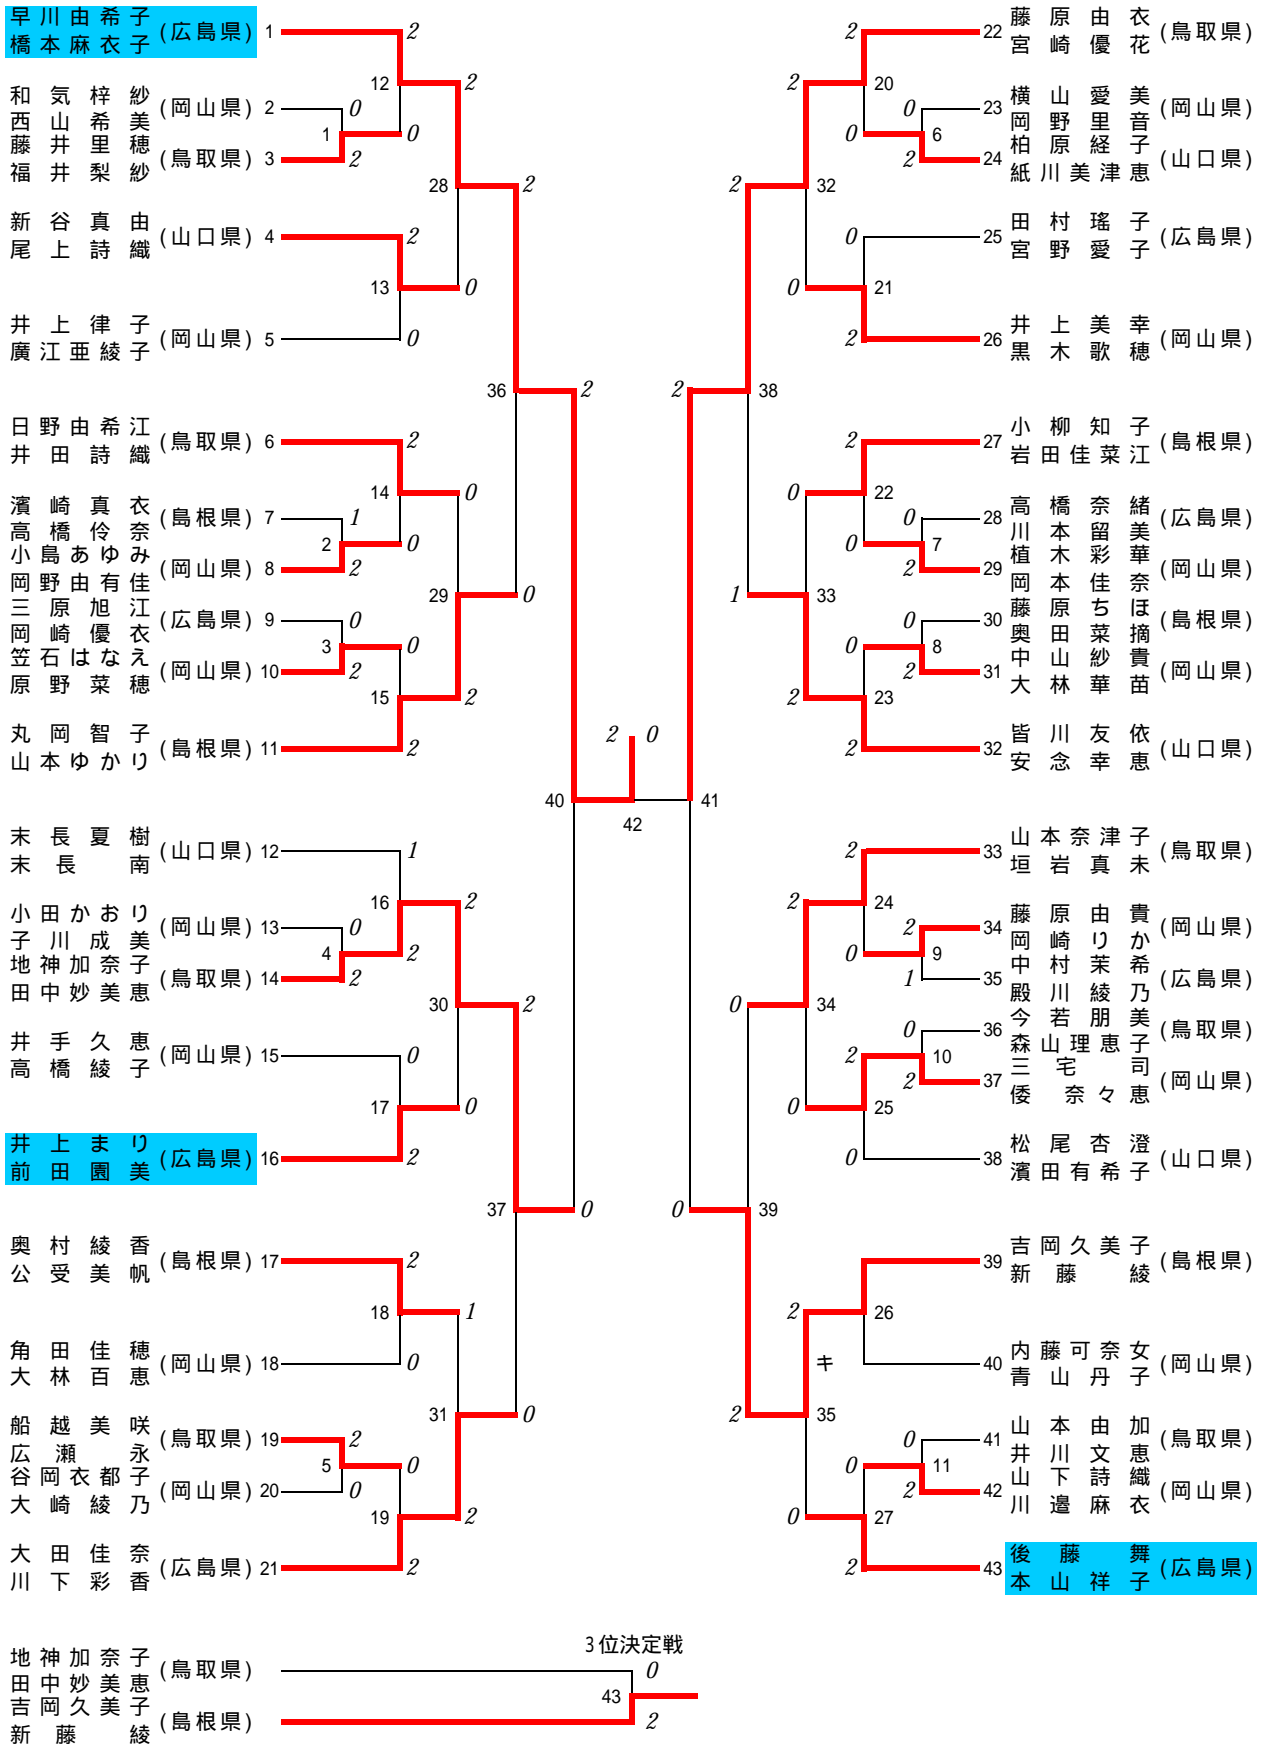 早川由希子
橋本麻衣子
(広島県) 1
和気梓紗
西山希美
(岡山県) 2
藤井里穂
福井梨紗
(鳥取県) 3
新谷真由
尾上詩織
(山口県) 4
井上律子
廣江亜綾子
(岡山県) 5
日野由希江
井田詩織
(鳥取県) 6
濱崎真衣
高橋伶奈
(島根県) 7
小島あゆみ
岡野由有佳
(岡山県) 8
三原旭江
岡崎優衣
(広島県) 9
笠石はなえ
原野菜穂
(岡山県) 10
丸岡智子
山本ゆかり
(島根県) 11
末長夏樹
末長南
(山口県) 12
小田かおり
子川成美
(岡山県) 13
地神加奈子
田中妙美恵
(鳥取県) 14
井手久恵
高橋綾子
(岡山県) 15
井上まり
前田園美
(広島県) 16
奥村綾香
公受美帆
(島根県) 17
角田佳穂
大林百恵
(岡山県) 18
船越美咲
広瀬永
(鳥取県) 19
谷岡衣都子
大崎綾乃
(岡山県) 20
大田佳奈
川下彩香
(広島県) 21
2
12
2
0
1
0
2
28
2
2
13
0
0
36
2
2
14
0
1
2
0
2
29
0
0
3
0
2
15
2
2
2 0
40
42
41
1
16
2
0
4
2
2
30
2
0
17
0
2
37
0
2
18
1
0
31
0
2
5
0
0
19
2
2
2
20
2
0
6
0
2
2
32
0
21
0
2
2
38
2
22
0
0
7
0
2
1
33
0
8
0
2
23
2
2
2
24
2
2
9
0
1
0
34
0
10
2
2
25
0
0
0
39
26
2
キ
35
2
0
11
0
2
27
0
2
22 藤原由衣
宮崎優花
(鳥取県)
23 横山愛美
岡野里音
(岡山県)
24 柏原経子
紙川美津恵
(山口県)
25 田村瑤子
宮野愛子
(広島県)
26 井上美幸
黒木歌穂
(岡山県)
27 小柳知子
岩田佳菜江
(島根県)
28 高橋奈緒
川本留美
(広島県)
29 植木彩華
岡本佳奈
(岡山県)
30 藤原ちほ
奥田菜摘
(島根県)
31 中山紗貴
大林華苗
(岡山県)
32 皆川友依
安念幸恵
(山口県)
33 山本奈津子
垣岩真未
(鳥取県)
34 藤原由貴
岡崎りか
(岡山県)
35 中村茉希
殿川綾乃
(広島県)
36 今若朋美
森山理恵子
(鳥取県)
37 三宅司
倭奈々恵
(岡山県)
38 松尾杏澄
濱田有希子
(山口県)
39 吉岡久美子
新藤綾
(島根県)
40 内藤可奈女
青山丹子
(岡山県)
41 山本由加
井川文恵
(鳥取県)
42 山下詩織
川邉麻衣
(岡山県)
43 後藤舞
本山祥子
(広島県)
3位決定戦
地神加奈子
田中妙美恵
(鳥取県)
0
43
吉岡久美子
新藤綾
(島根県)
2